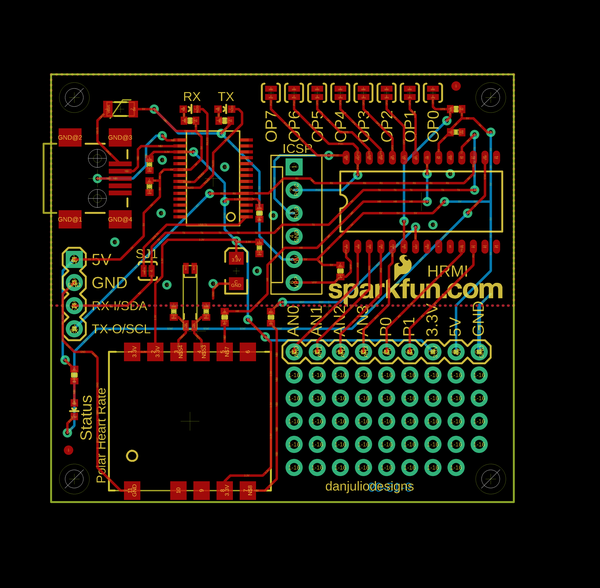 RX TX
OP7 OP6 OP5 OP4 OP3 OP2 OP1 OP0
ICSP
GND@2 GND@3
GND@1 GND@4
5V
GND
RX-I/SDA
TX-O/SCL
SJ1
HRMI
sparkfun.com
AN0 AN1 AN2 AN3 P0 P1 3.3V 5V GND
Status
Polar Heart Rate
danjuliodesigns